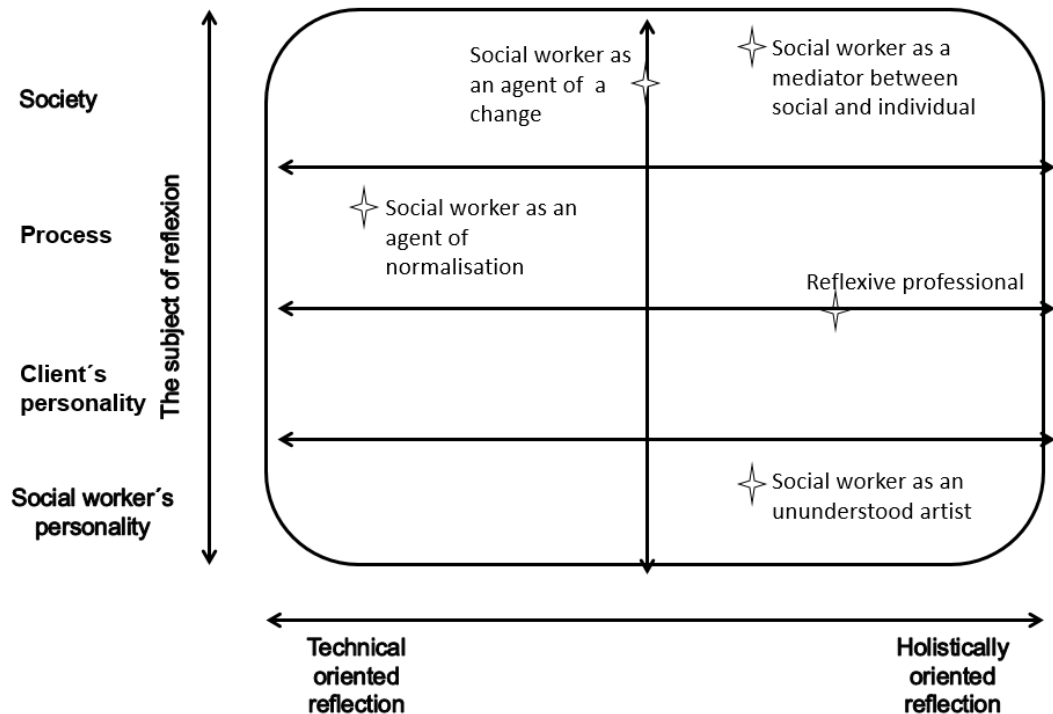 Social worker as
an agent of a
change
Social worker as a
mediator between
social and individual
Society
Process
Social worker as an
agent of
normalisation
Reflexive professional
The subject of reflexion
Client´s
personality
Social worker´s
personality
Social worker as an
ununderstood artist
Technical
oriented
reflection
Holistically
oriented
reflection